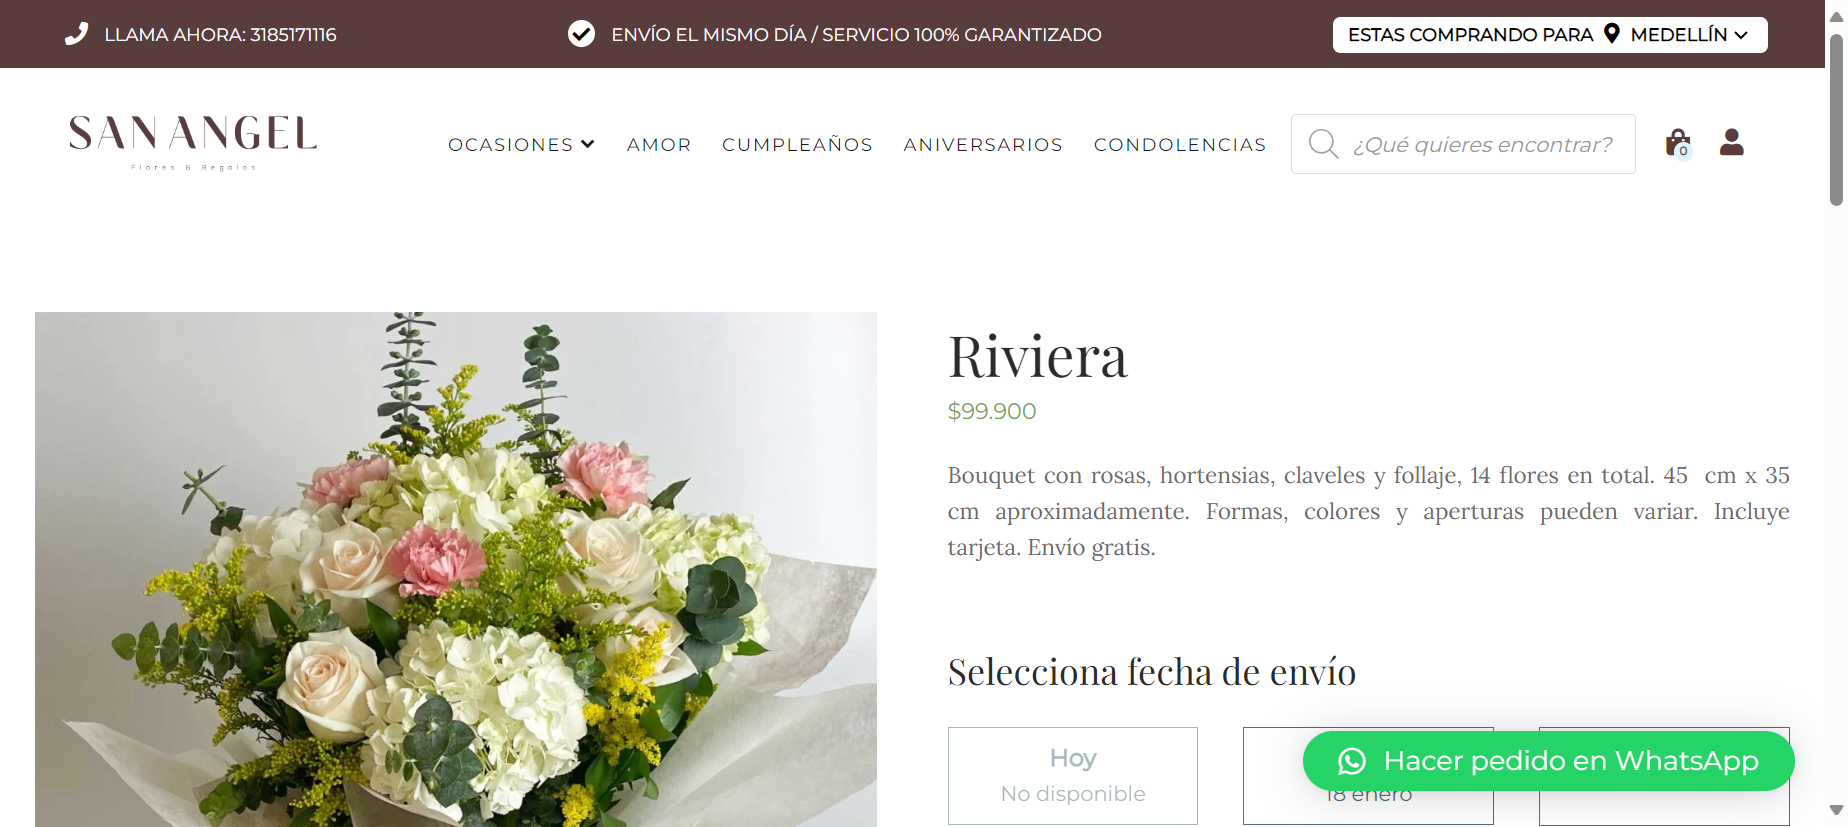 LLAMA AHORA: 3185171116
ENVÍO EL MISMO DÍA / SERVICIO 100% GARANTIZADO
ESTAS COMPRANDO PARA MEDELLÍN
SAN ANGEL
Flores & Regalos
OCASIONES
AMOR
CUMPLEAÑOS
ANIVERSARIOS
CONDOLENCIAS
¿Qué quieres encontrar?
0
Riviera
$99.900
Bouquet con rosas, hortensias, claveles y follaje, 14 flores en total. 45 cm x 35
cm aproximadamente. Formas, colores y aperturas pueden variar. Incluye
tarjeta. Envío gratis.
Selecciona fecha de envío
Hoy
No disponible
18 enero
Hacer pedido en WhatsApp